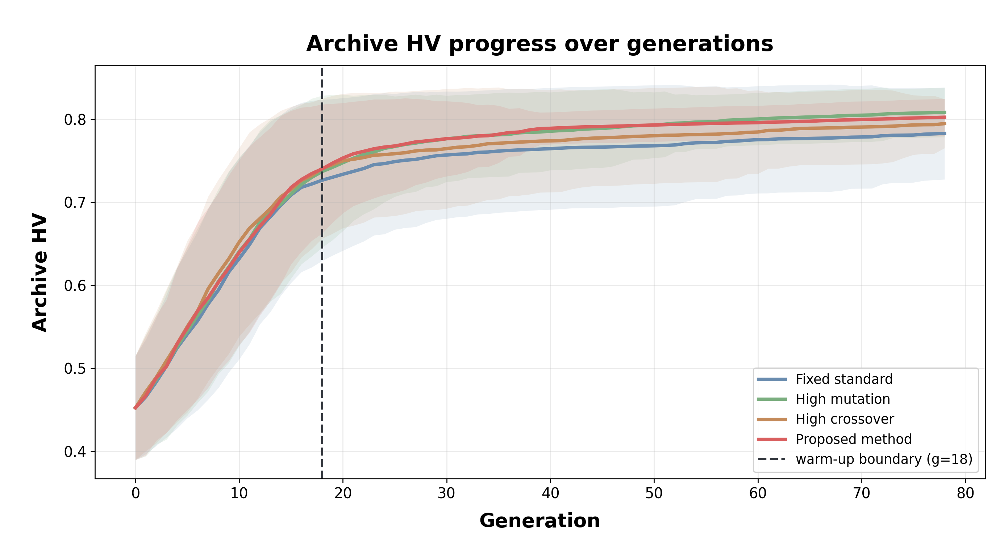 Archive HV progress over generations
Archive HV
0.8
0.7
0.6
0.5
0.4
0 10 20 30 40 50 60 70 80
Generation
Fixed standard
High mutation
High crossover
Proposed method
warm-up boundary (g=18)